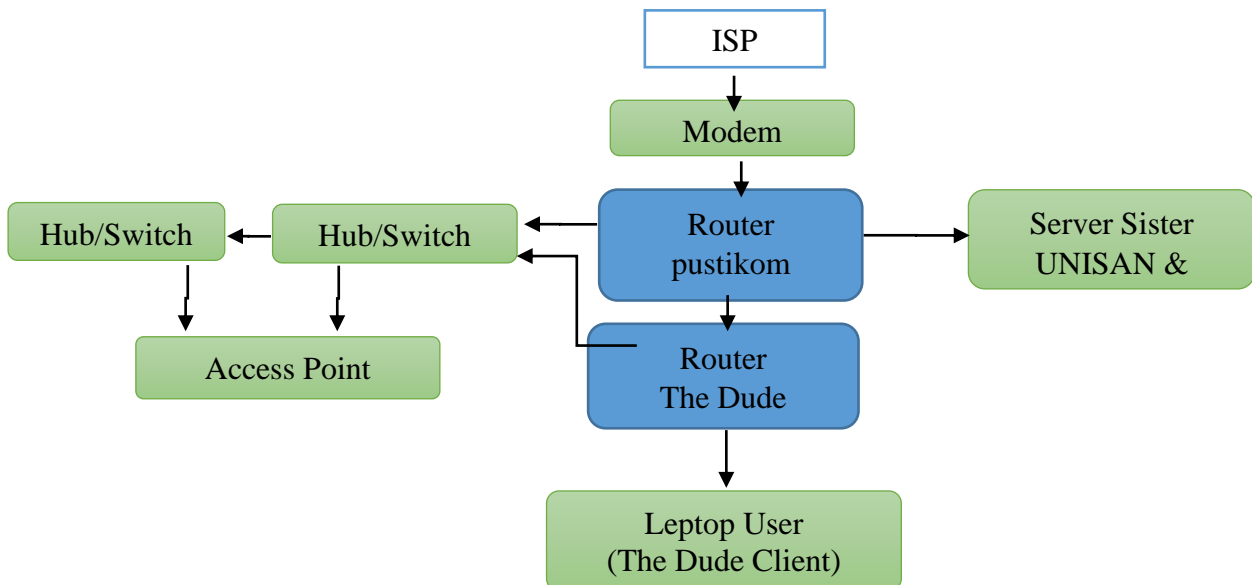 ISP
Modem
Hub/Switch
Hub/Switch
Router
pustikom
Server Sister
UNISAN &
Access Point
Router
The Dude
Leptop User
(The Dude Client)